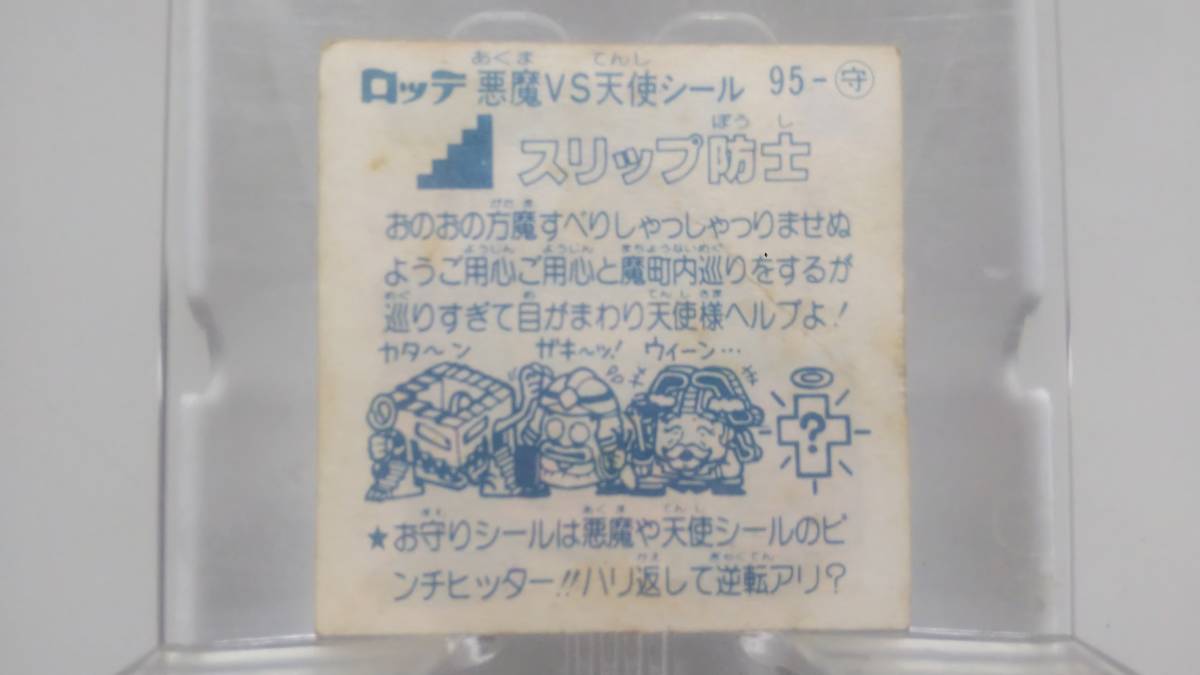 ロッテ 悪魔VS天使シール 95-守
あくま てんし
スリップ防士
ぼうし
おのおの方魔すべりしゃっしゃつりませぬ
ようご用心ご用心と魔町内巡りをするが
ようじん ようじん まちょうないめぐ
巡りすぎて目がまわり天使様ヘルプよ!
めぐ め てんしさま
カタ〜ン ガキ〜ッ! ウィーン…
?
★お守りシールは悪魔や天使シールのピ
まも あくま てんし
ンチヒッター!!ハリ返して逆転アリ?
かえ ぎゃくてん